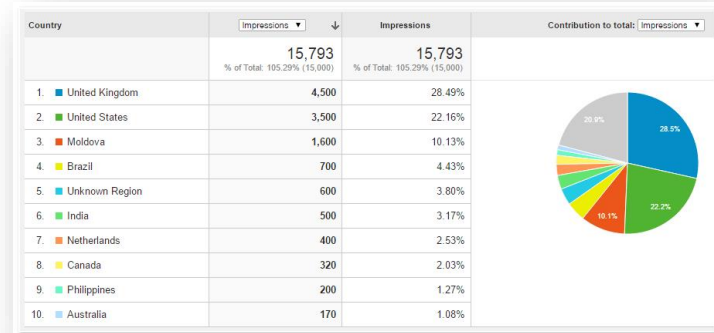 Country Impressions ▼ Impressions Contribution to total: Impressions ▼
15,793 15,793
% of Total: 105.29% (15,000) % of Total: 105.29% (15,000)
1. United Kingdom 4,500 28.49%
2. United States 3,500 22.16%
3. Moldova 1,600 10.13%
4. Brazil 700 4.43%
5. Unknown Region 600 3.80%
6. India 500 3.17%
7. Netherlands 400 2.53%
8. Canada 320 2.03%
9. Philippines 200 1.27%
10. Australia 170 1.08%
20.9%
28.5%
22.2%
10.1%